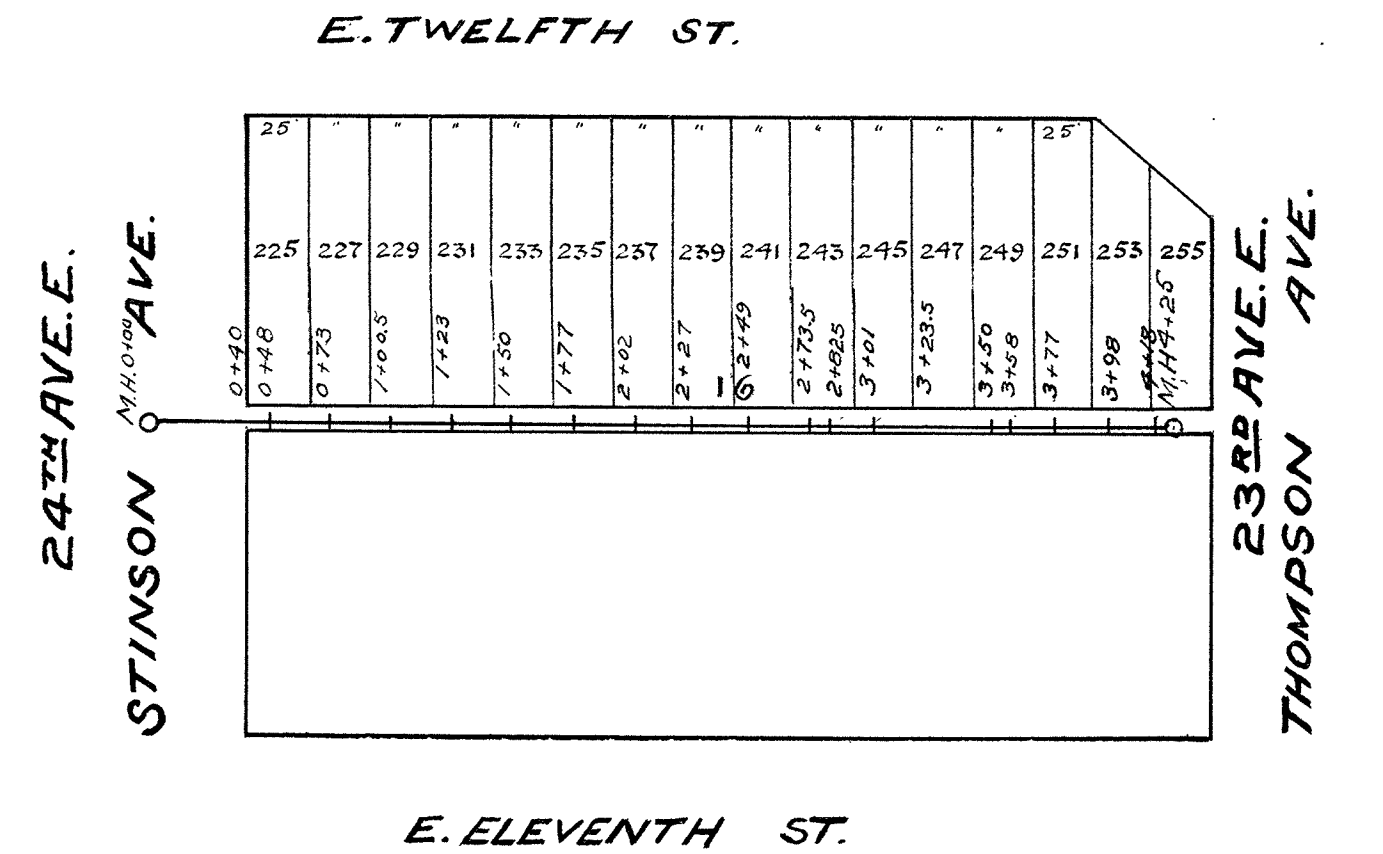 E. TWELFTH ST.
25 " " " " " " " " " " " " 25
225 227 229 231 233 235 237 239 241 243 245 247 249 251 253 255
0+40
0+48
0+73
1+00.5
1+23
1+50
1+77
2+02
2+27
6"
2+49
2+73.5
2+82.5
3+01
3+23.5
3+50
3+58
3+77
3+98
M.H. 4+25
M.H. 0+00
24TH AVE. E.
STINSON AVE.
23RD AVE. E.
THOMPSON AVE.
E. ELEVENTH ST.